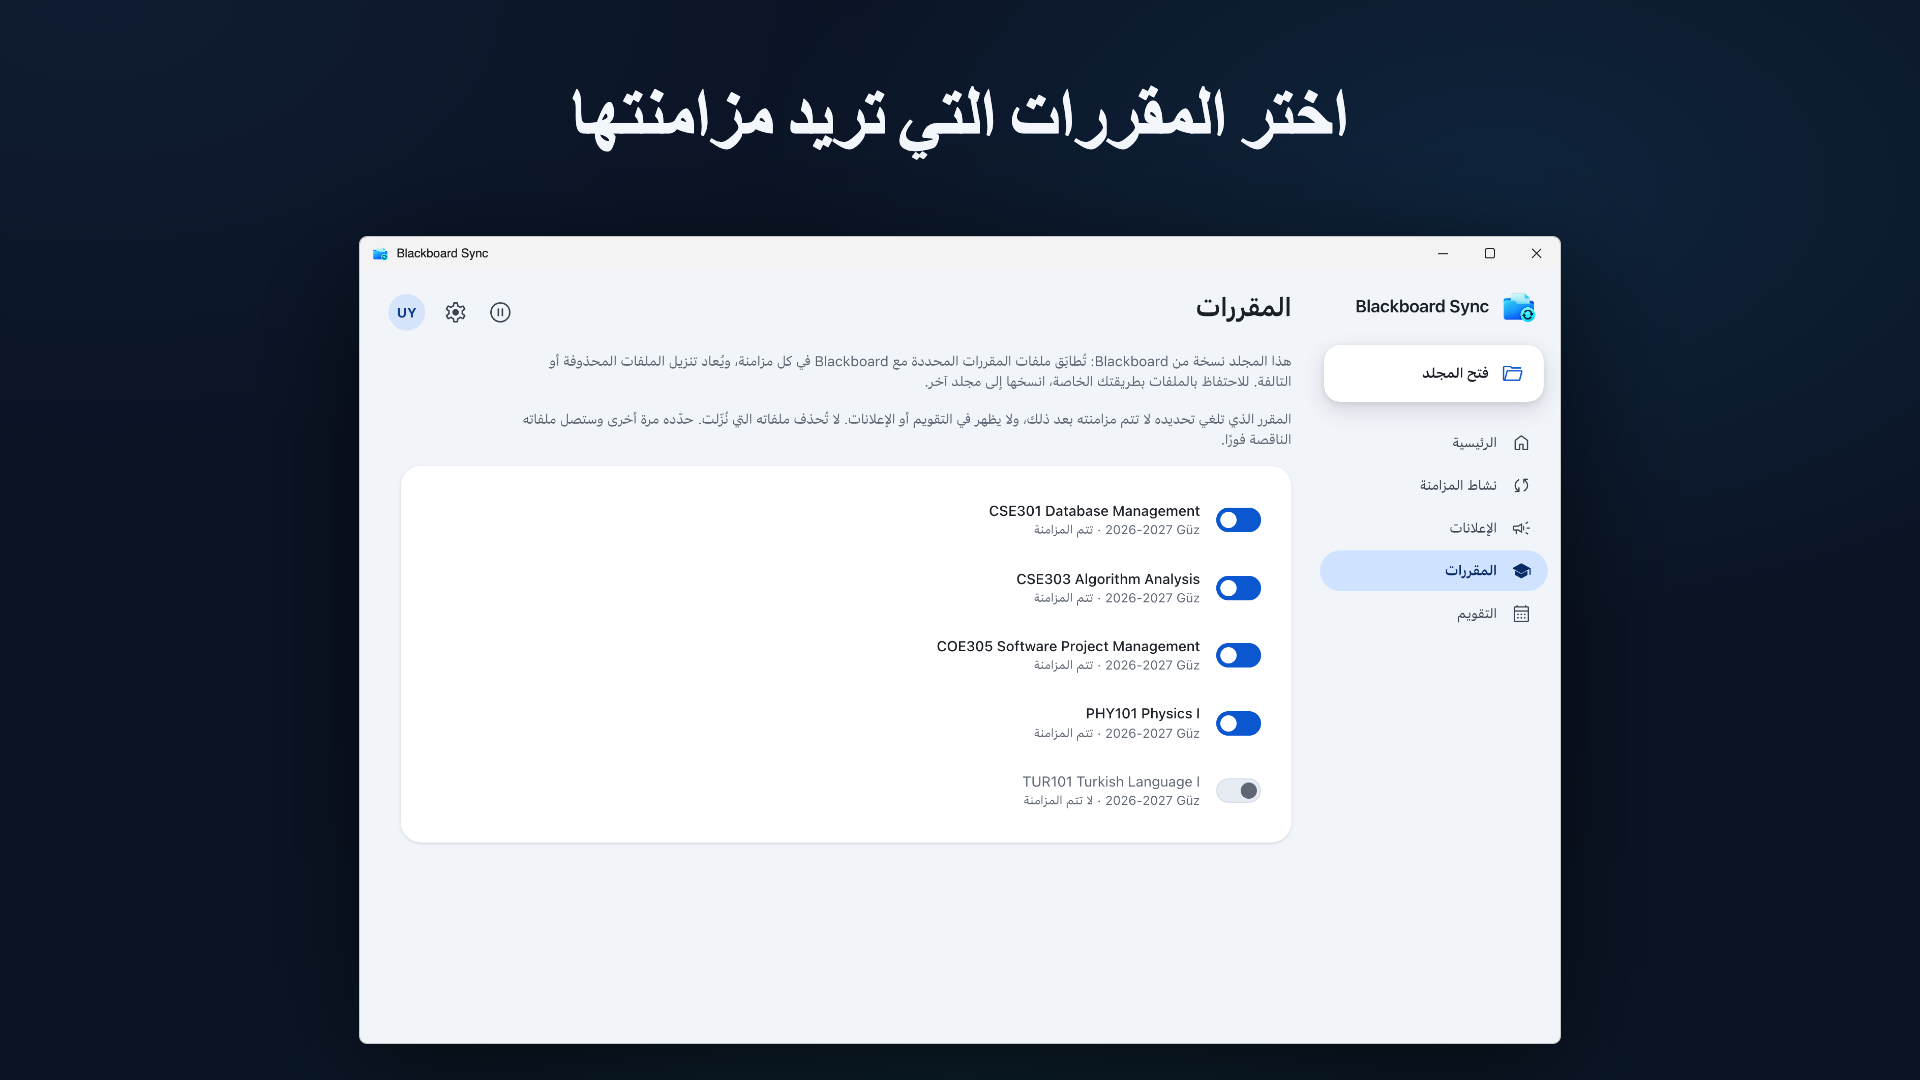 اختر المقررات التي تريد مزامنتها
Blackboard Sync
Blackboard Sync
فتح المجلد
الرئيسية
نشاط المزامنة
الإعلانات
المقررات
التقويم
المقررات
UY
هذا المجلد نسخة من Blackboard: تُطابَق ملفات المقررات المحددة مع Blackboard في كل مزامنة، ويُعاد تنزيل الملفات المحذوفة أو
التالفة. للاحتفاظ بالملفات بطريقتك الخاصة، انسخها إلى مجلد آخر.
المقرر الذي تلغي تحديده لا تتم مزامنته بعد ذلك، ولا يظهر في التقويم أو الإعلانات. لا تُحذف ملفاته التي نُزّلت. حدّده مرة أخرى وستصل ملفاته
الناقصة فورًا.
CSE301 Database Management
2026-2027 Güz · تتم المزامنة
CSE303 Algorithm Analysis
2026-2027 Güz · تتم المزامنة
COE305 Software Project Management
2026-2027 Güz · تتم المزامنة
PHY101 Physics I
2026-2027 Güz · تتم المزامنة
TUR101 Turkish Language I
2026-2027 Güz · لا تتم المزامنة